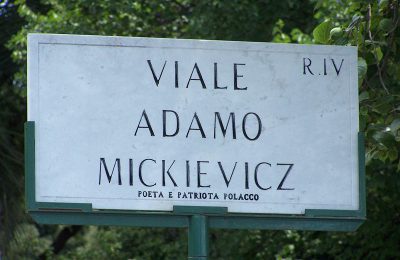 VIALE
R.IV
ADAMO
MICKIEVICZ
POETA E PATRIOTA POLACCO